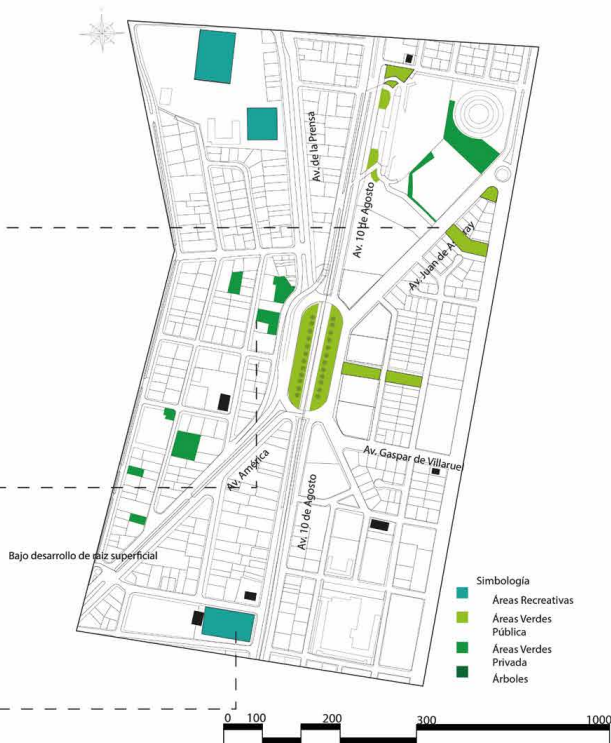 Av. de la Prensa
Av. 10 de Agosto
Av. Juan de A
ray
Av. Gaspar de Villaruel
Av. América
Av. 10 de Agosto
Bajo desarrollo de raiz superficial
Simbología
Áreas Recreativas
Áreas Verdes
Pública
Áreas Verdes
Privada
Árboles
0 100 200 300 1000